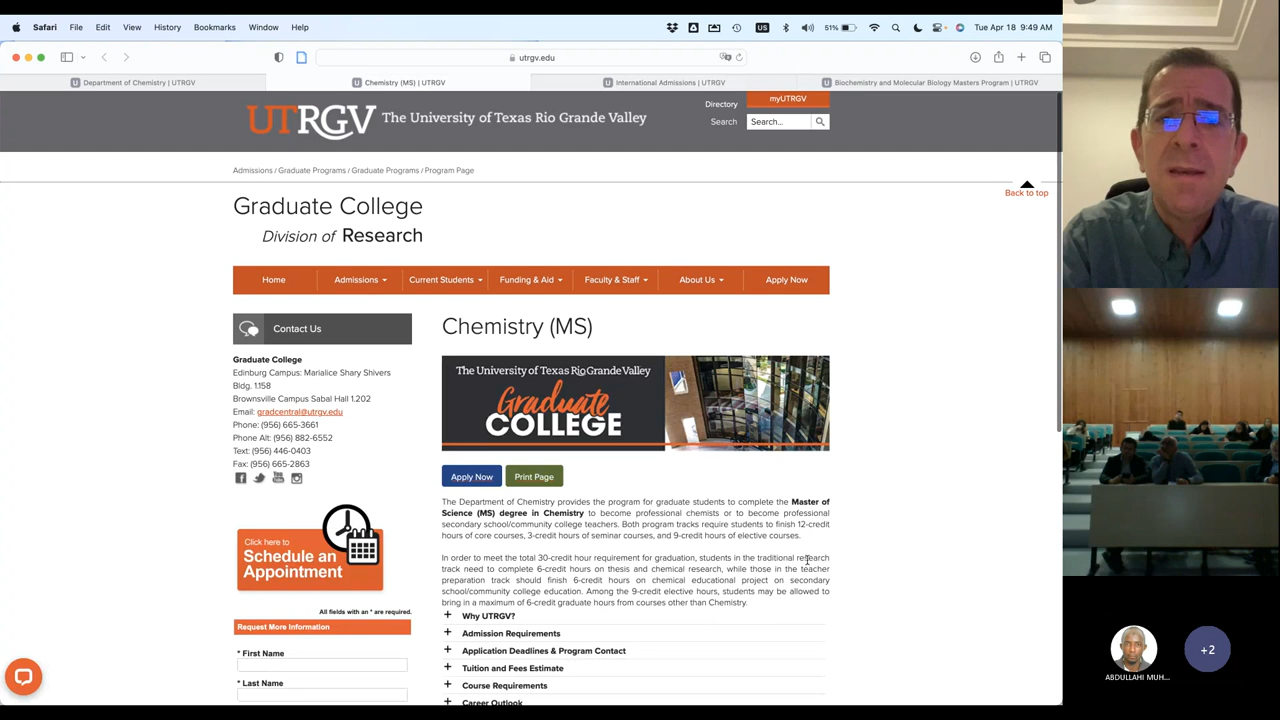 Safari File Edit View History Bookmarks Window Help US 51% Tue Apr 18 9:49 AM
utrgv.edu
Department of Chemistry | UTRGV Chemistry (MS) | UTRGV International Admissions | UTRGV Biochemistry and Molecular Biology Masters Program | UTRGV
UTRGV The University of Texas Rio Grande Valley
Directory myUTRGV
Search Search...
Admissions / Graduate Programs / Graduate Programs / Program Page
Back to top
Graduate College
Division of Research
Home Admissions Current Students Funding & Aid Faculty & Staff About Us Apply Now
Contact Us
Graduate College
Edinburg Campus: Marialice Shary Shivers
Bldg. 1.158
Brownsville Campus Sabal Hall 1.202
Email: gradcentral@utrgv.edu
Phone: (956) 665-3661
Phone Alt: (956) 882-6552
Text: (956) 446-0403
Fax: (956) 665-2863
Click here to
Schedule an
Appointment
All fields with an * are required.
Request More Information
* First Name
* Last Name
Chemistry (MS)
The University of Texas Rio Grande Valley
Graduate
COLLEGE
Apply Now Print Page
The Department of Chemistry provides the program for graduate students to complete the Master of
Science (MS) degree in Chemistry to become professional chemists or to become professional
secondary school/community college teachers. Both program tracks require students to finish 12-credit
hours of core courses, 3-credit hours of seminar courses, and 9-credit hours of elective courses.
In order to meet the total 30-credit hour requirement for graduation, students in the traditional research
track need to complete 6-credit hours on thesis and chemical research, while those in the teacher
preparation track should finish 6-credit hours on chemical educational project on secondary
school/community college education. Among the 9-credit elective hours, students may be allowed to
bring in a maximum of 6-credit graduate hours from courses other than Chemistry.
+ Why UTRGV?
+ Admission Requirements
+ Application Deadlines & Program Contact
+ Tuition and Fees Estimate
+ Course Requirements
+ Career Outlook
+2
ABDULLAHI MUH...